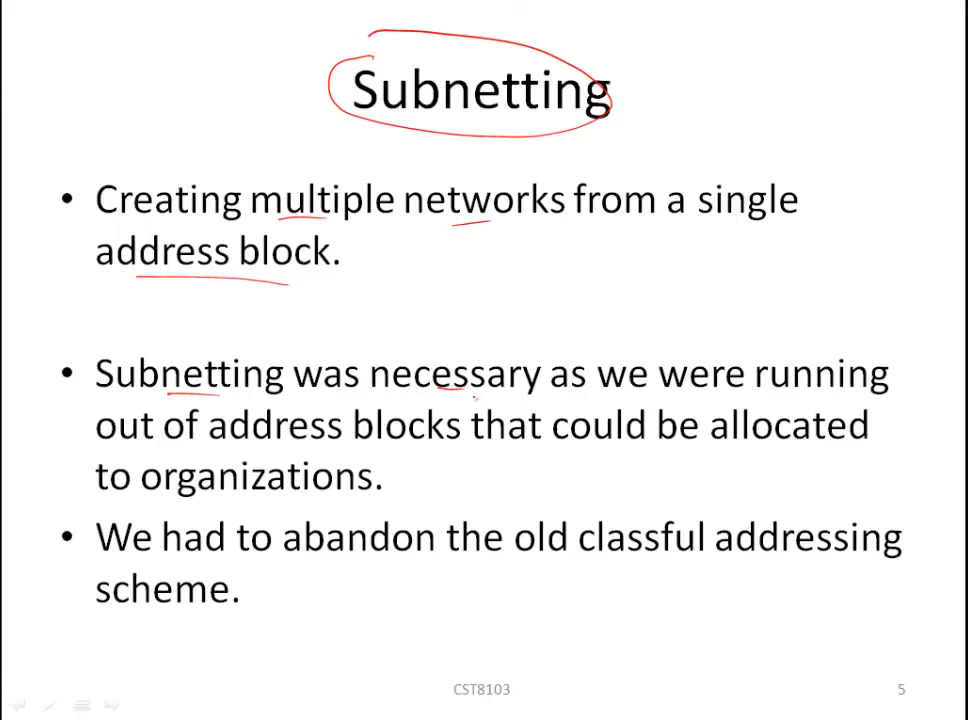 Subnetting
• Creating multiple networks from a single
address block.
• Subnetting was necessary as we were running
out of address blocks that could be allocated
to organizations.
• We had to abandon the old classful addressing
scheme.
CST8103
5